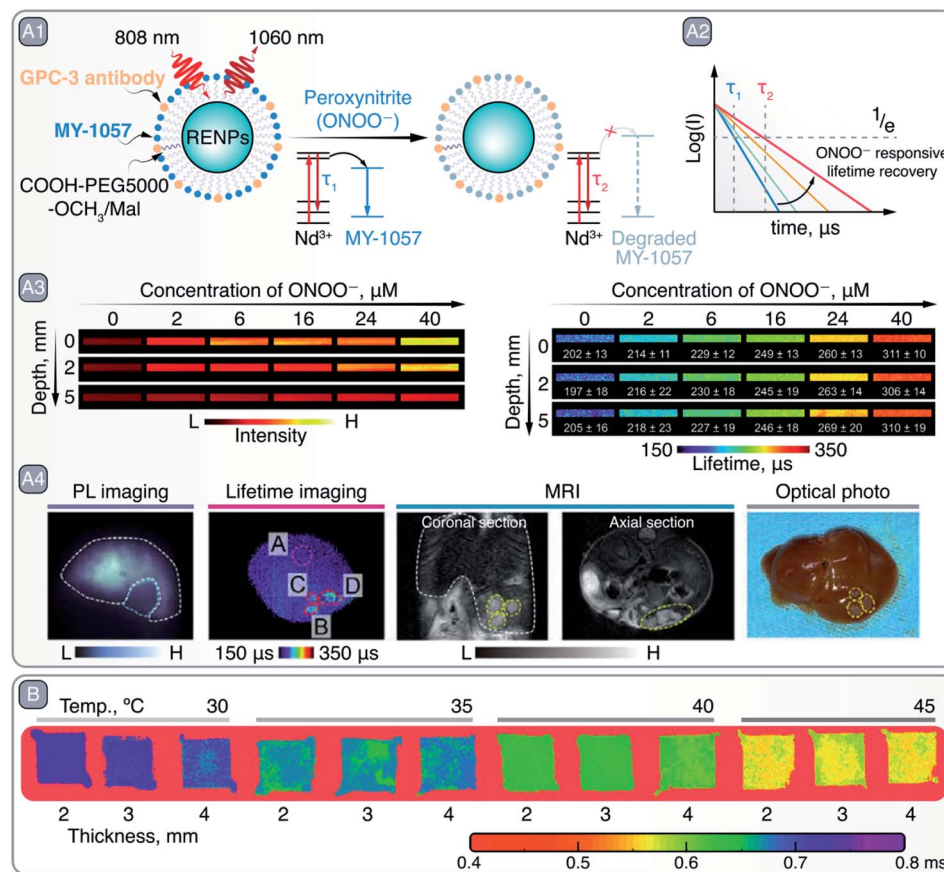 A1
808 nm
1060 nm
GPC-3 antibody
MY-1057
RENPs
COOH-PEG5000
-OCH3/Mal
Peroxynitrite
(ONOO⁻)
τ1
Nd³⁺
MY-1057
τ2
Nd³⁺
Degraded
MY-1057
A2
τ1
τ2
1/e
Log(I)
ONOO⁻ responsive
lifetime recovery
time, μs
A3
Concentration of ONOO⁻, μM
0 2 6 16 24 40
Depth, mm
0
2
5
L H
Intensity
Concentration of ONOO⁻, μM
0 2 6 16 24 40
Depth, mm
0
202 ± 13 214 ± 11 229 ± 12 249 ± 13 260 ± 13 311 ± 10
2
197 ± 18 216 ± 22 230 ± 18 245 ± 19 263 ± 14 306 ± 14
5
205 ± 16 218 ± 23 227 ± 19 246 ± 18 269 ± 20 310 ± 19
150 350
Lifetime, μs
A4
PL imaging
Lifetime imaging
MRI
Optical photo
Coronal section
Axial section
A
C
D
B
L H
150 μs 350 μs
L H
B
Temp., ºC 30 35 40 45
2 3 4 2 3 4 2 3 4 2 3 4
Thickness, mm
0.4 0.5 0.6 0.7 0.8 ms